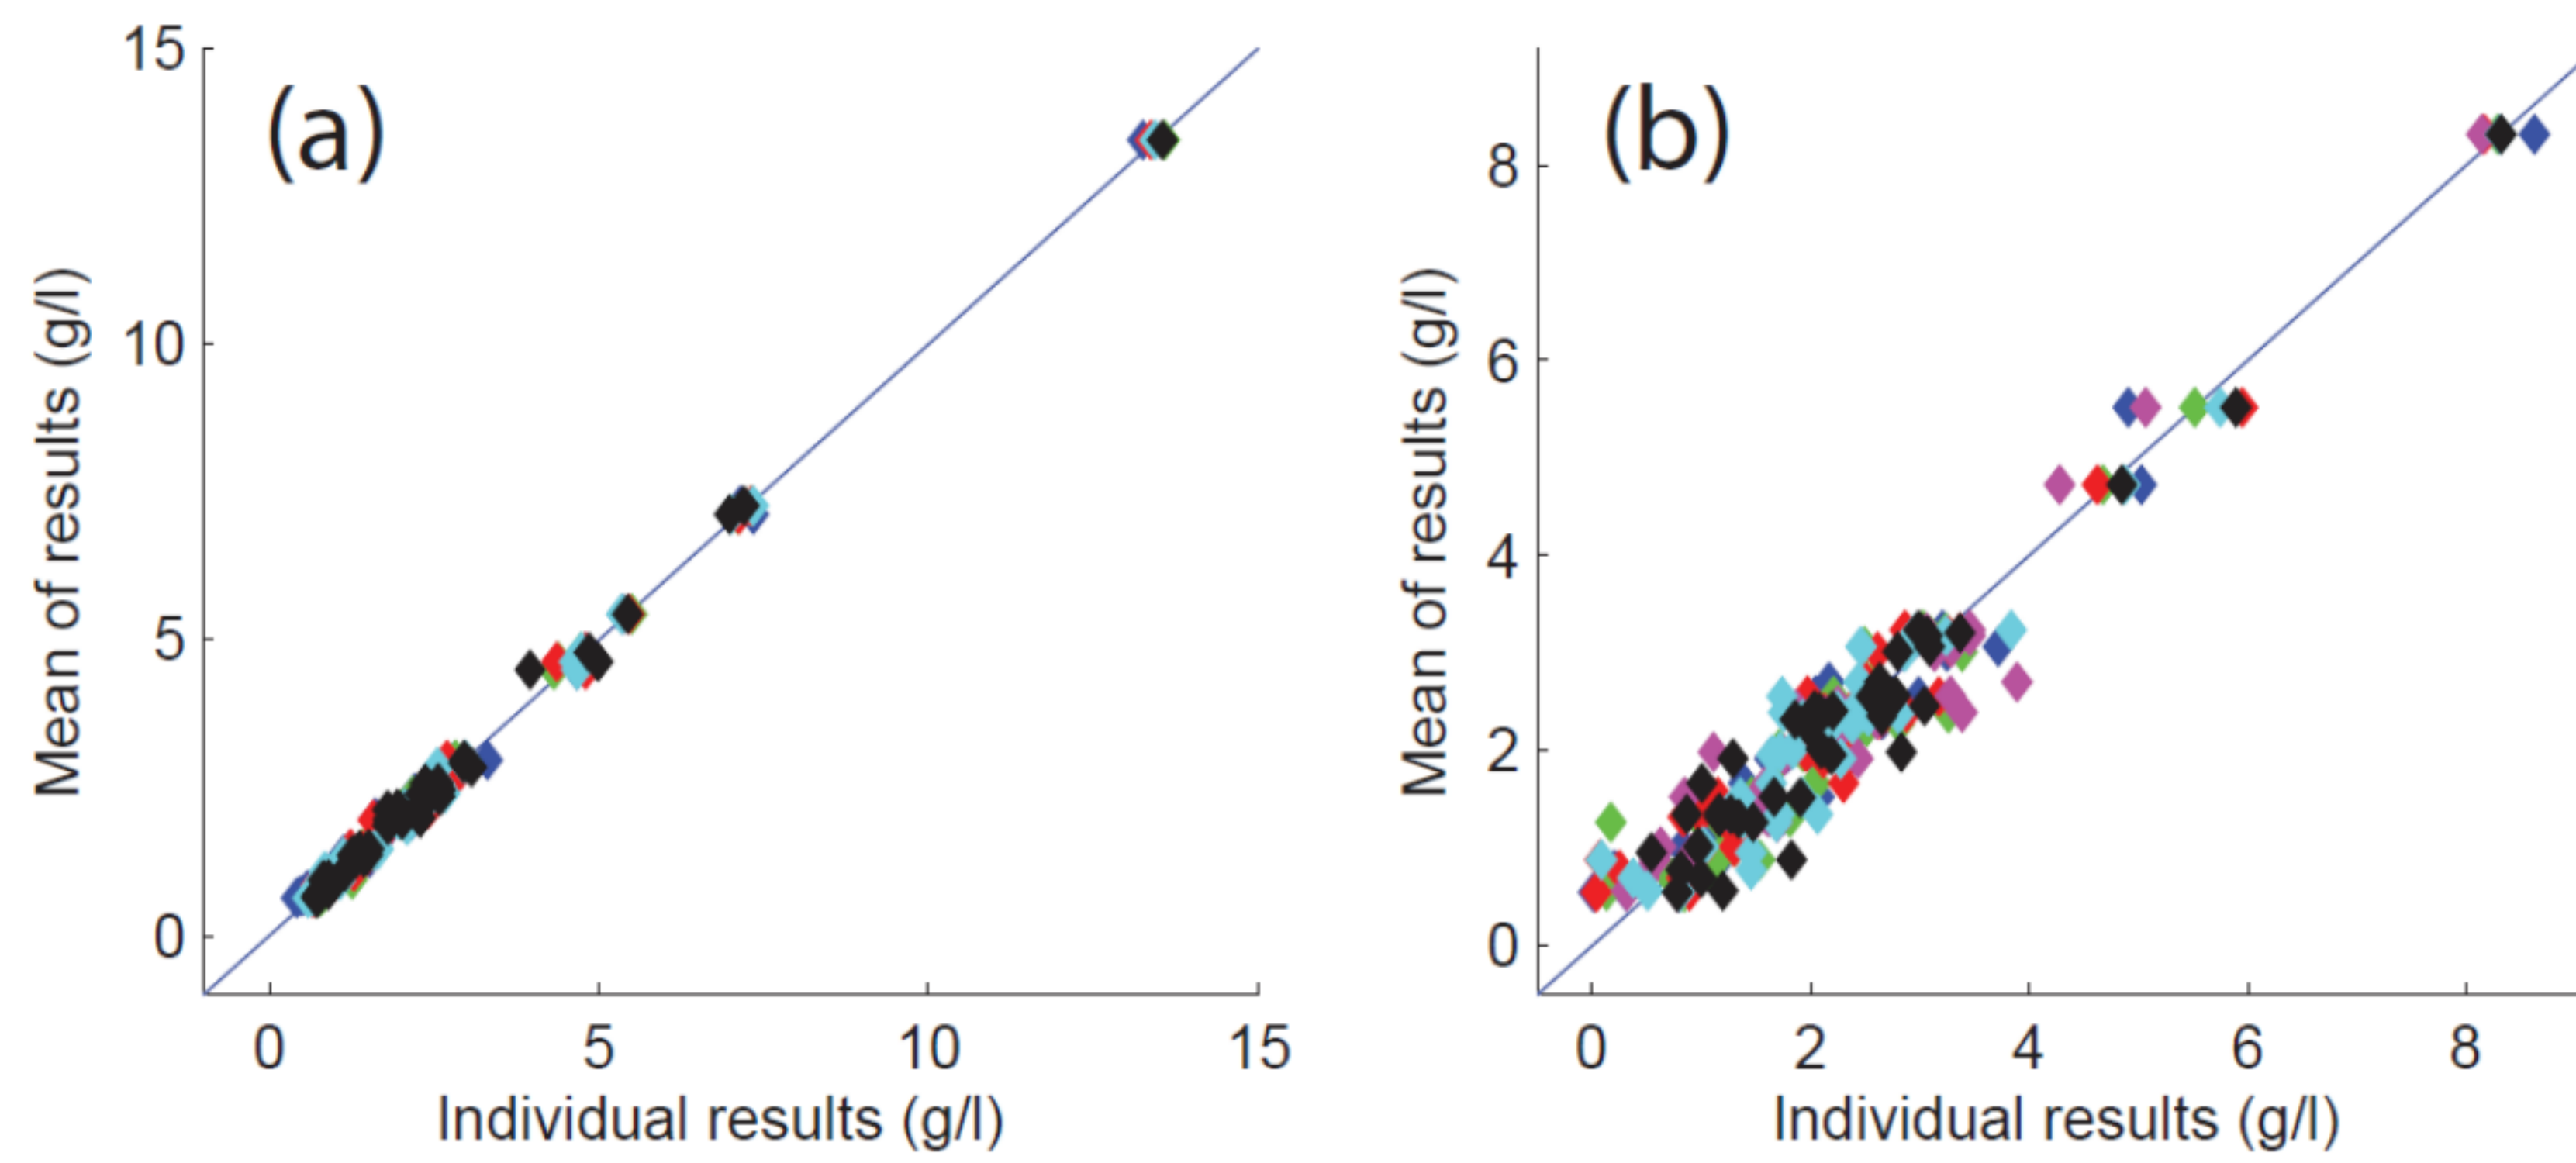 (a)
15
10
5
0
Mean of results (g/l)
0 5 10 15
Individual results (g/l)
(b)
8
6
4
2
0
Mean of results (g/l)
0 2 4 6 8
Individual results (g/l)